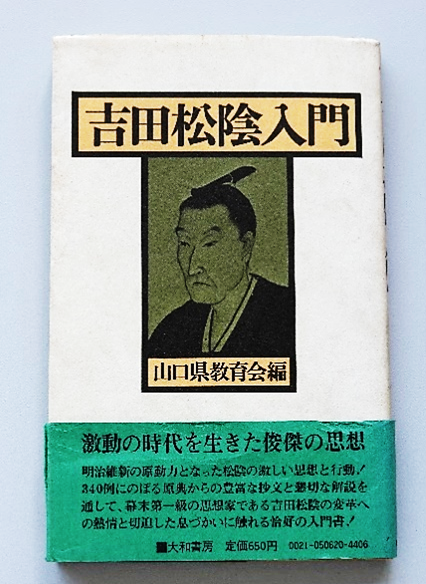 吉田松陰入門
山口県教育会編
激動の時代を生きた俊傑の思想
明治維新の原動力となった松陰の激しい思想と行動!
340例にのぼる原典からの豊富な抄文と懇切な解説を
通して、幕末第一級の思想家である吉田松陰の変革へ
の熱情と切迫した息づかいに触れる恰好の入門書!
■大和書房 定価650円 0021-050620-4406